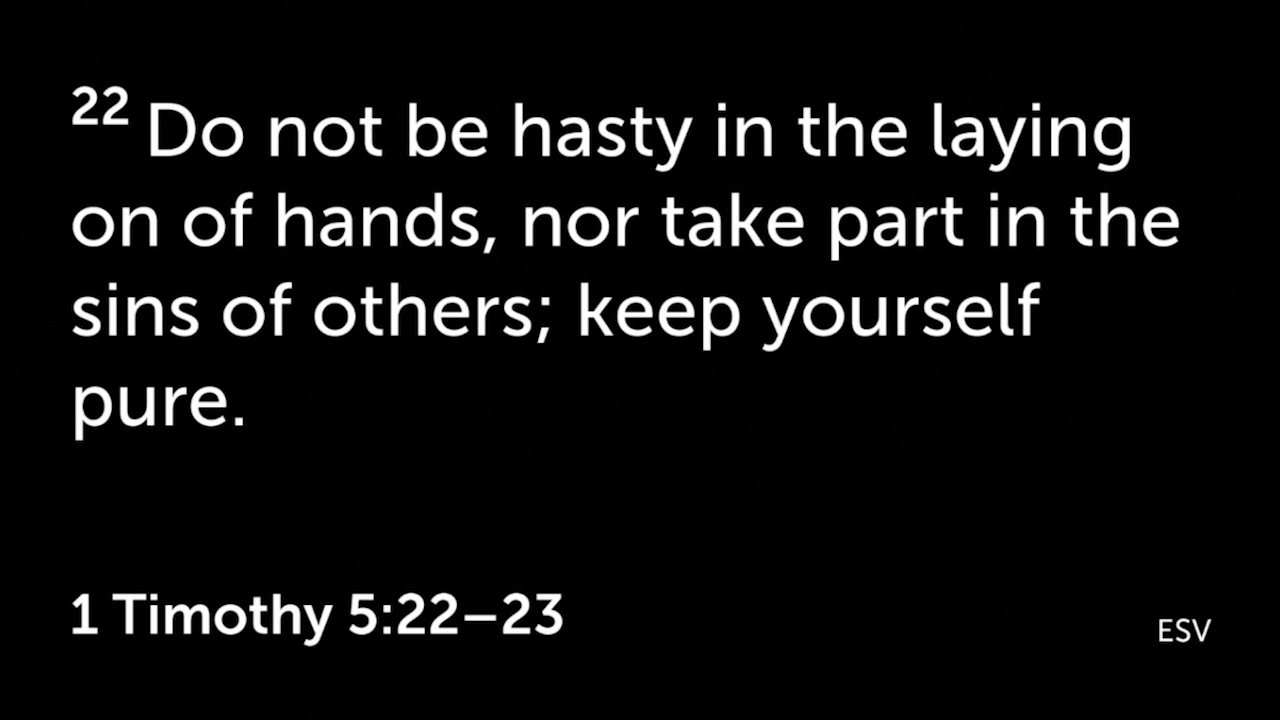 22 Do not be hasty in the laying
on of hands, nor take part in the
sins of others; keep yourself
pure.
1 Timothy 5:22–23
ESV